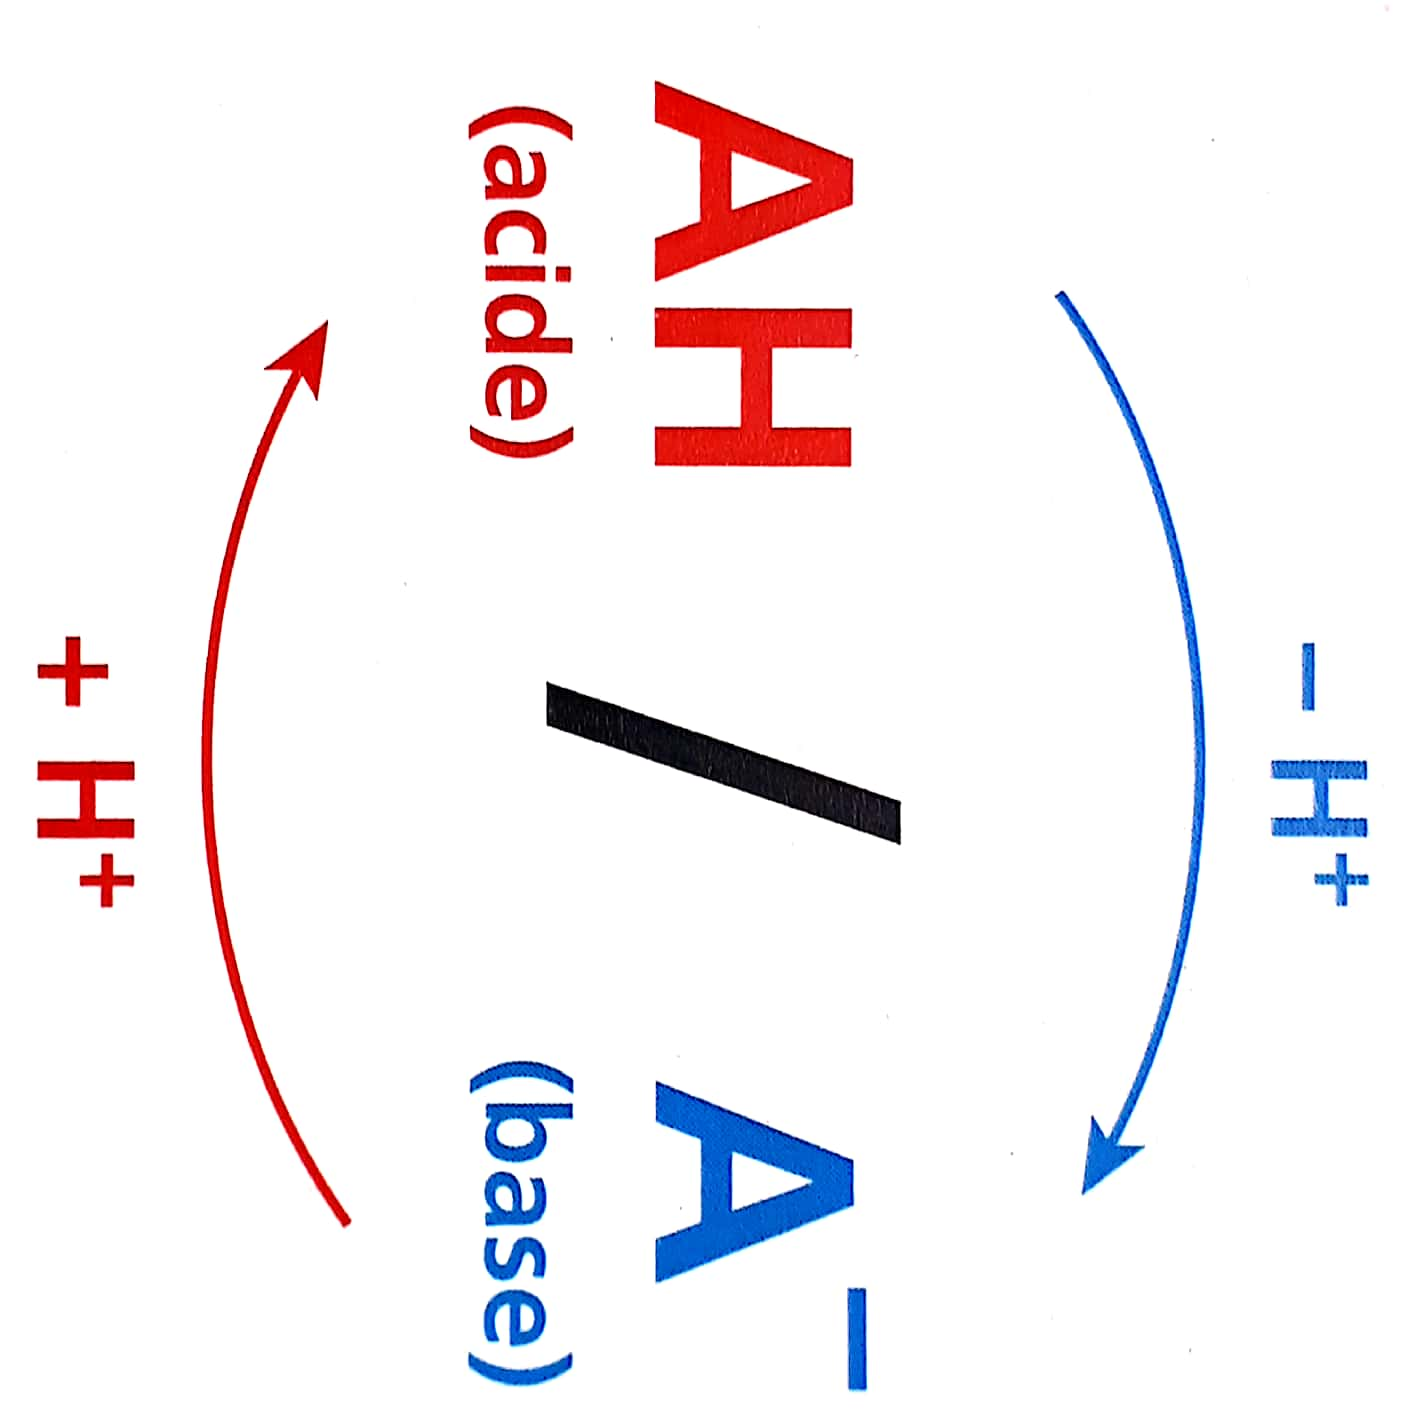 – H⁺
AH / A⁻
(acide) (base)
+ H⁺